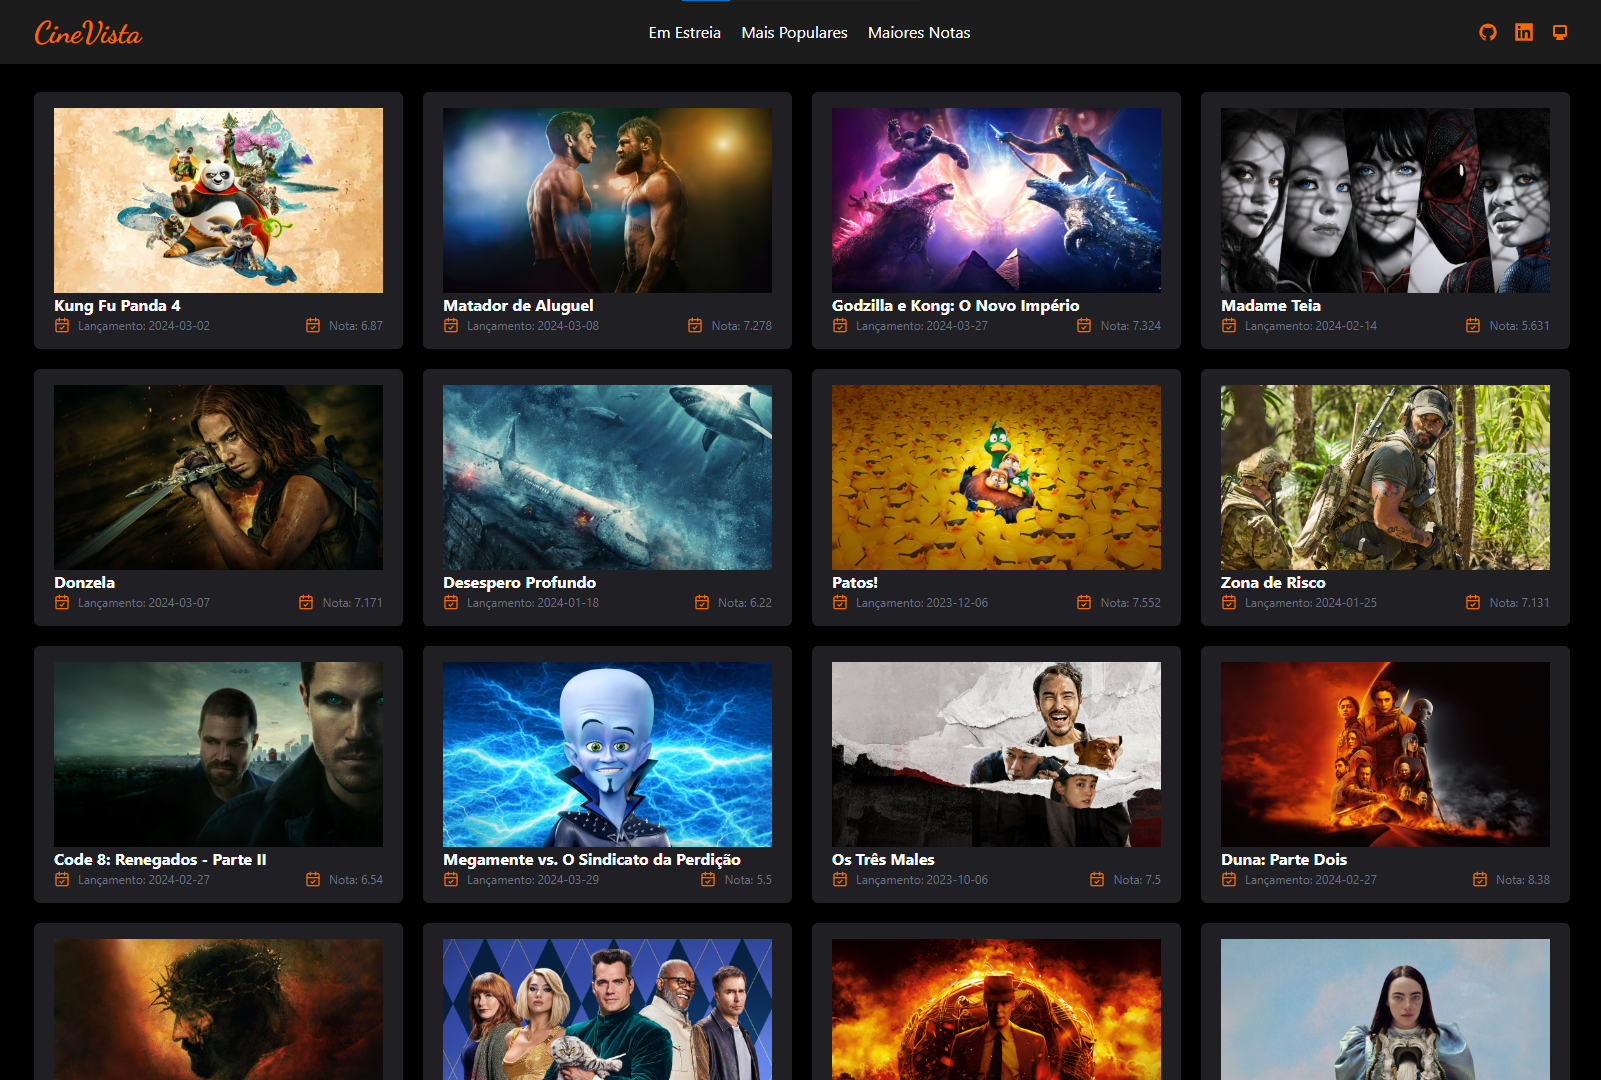 CineVista
Em Estreia Mais Populares Maiores Notas
Kung Fu Panda 4
Lançamento: 2024-03-02 Nota: 6.87
Matador de Aluguel
Lançamento: 2024-03-08 Nota: 7.278
Godzilla e Kong: O Novo Império
Lançamento: 2024-03-27 Nota: 7.324
Madame Teia
Lançamento: 2024-02-14 Nota: 5.631
Donzela
Lançamento: 2024-03-07 Nota: 7.171
Desespero Profundo
Lançamento: 2024-01-18 Nota: 6.22
Patos!
Lançamento: 2023-12-06 Nota: 7.552
Zona de Risco
Lançamento: 2024-01-25 Nota: 7.131
Code 8: Renegados - Parte II
Lançamento: 2024-02-27 Nota: 6.54
Megamente vs. O Sindicato da Perdição
Lançamento: 2024-03-29 Nota: 5.5
Os Três Males
Lançamento: 2023-10-06 Nota: 7.5
Duna: Parte Dois
Lançamento: 2024-02-27 Nota: 8.38